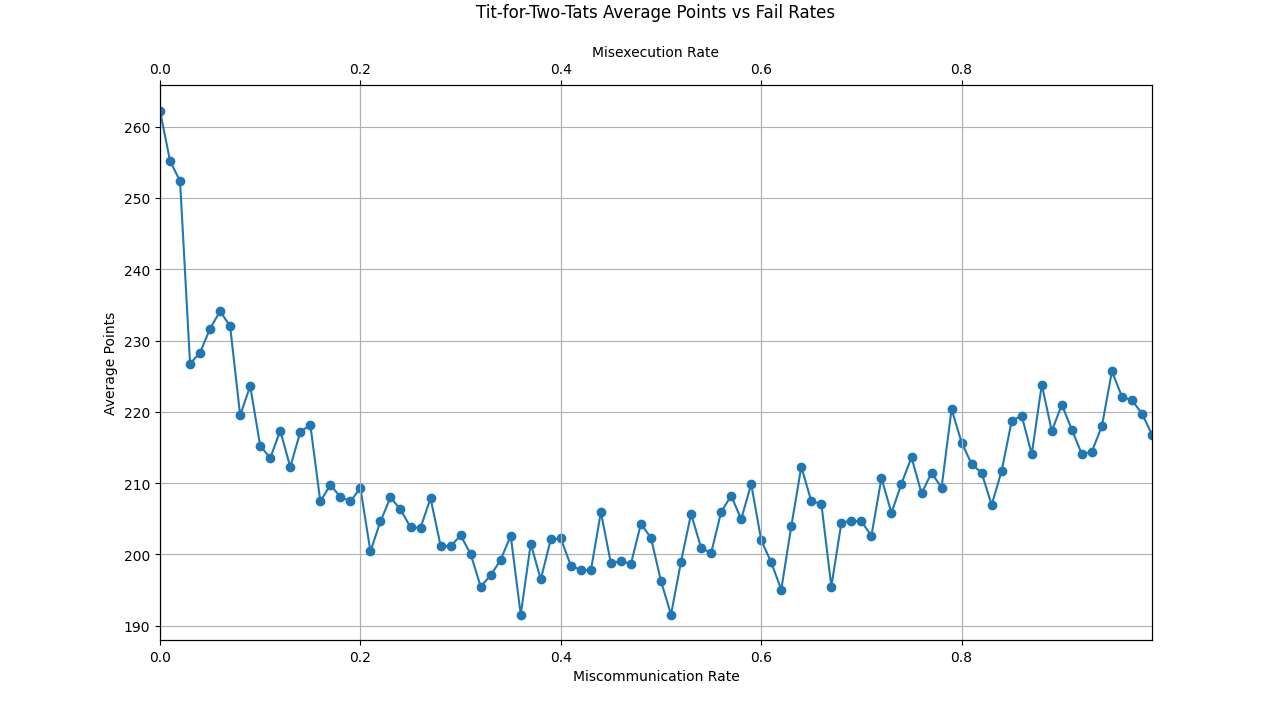 Tit-for-Two-Tats Average Points vs Fail Rates
Misexecution Rate
0.0 0.2 0.4 0.6 0.8
260
250
240
230
220
210
200
190
Average Points
0.0 0.2 0.4 0.6 0.8
Miscommunication Rate